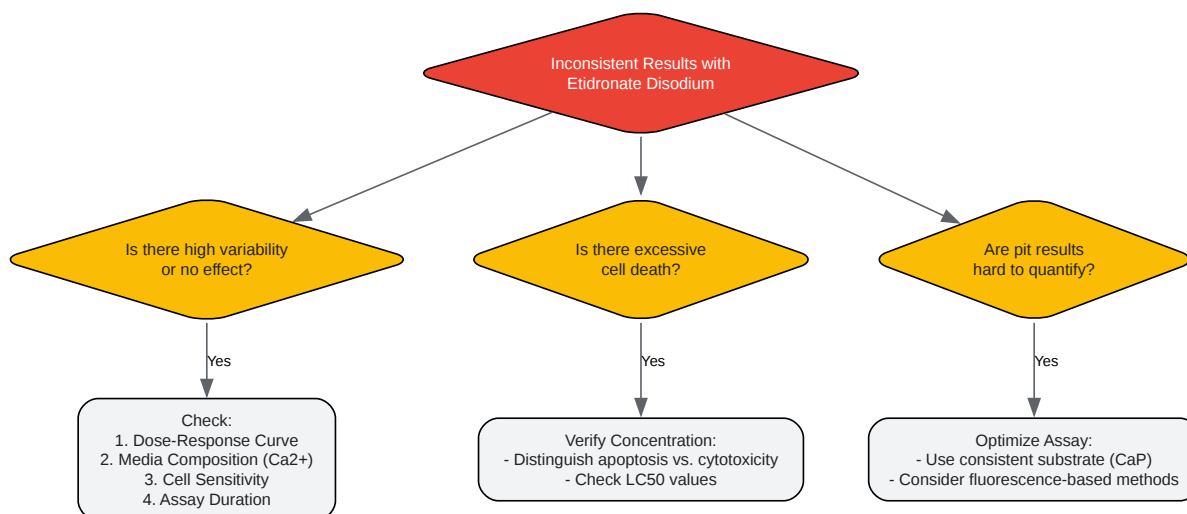 Inconsistent Results with
Etidronate Disodium
Is there high variability
or no effect?
Is there excessive
cell death?
Are pit results
hard to quantify?
Yes
Yes
Yes
Check:
1. Dose-Response Curve
2. Media Composition (Ca2+)
3. Cell Sensitivity
4. Assay Duration
Verify Concentration:
- Distinguish apoptosis vs. cytotoxicity
- Check LC50 values
Optimize Assay:
- Use consistent substrate (CaP)
- Consider fluorescence-based methods